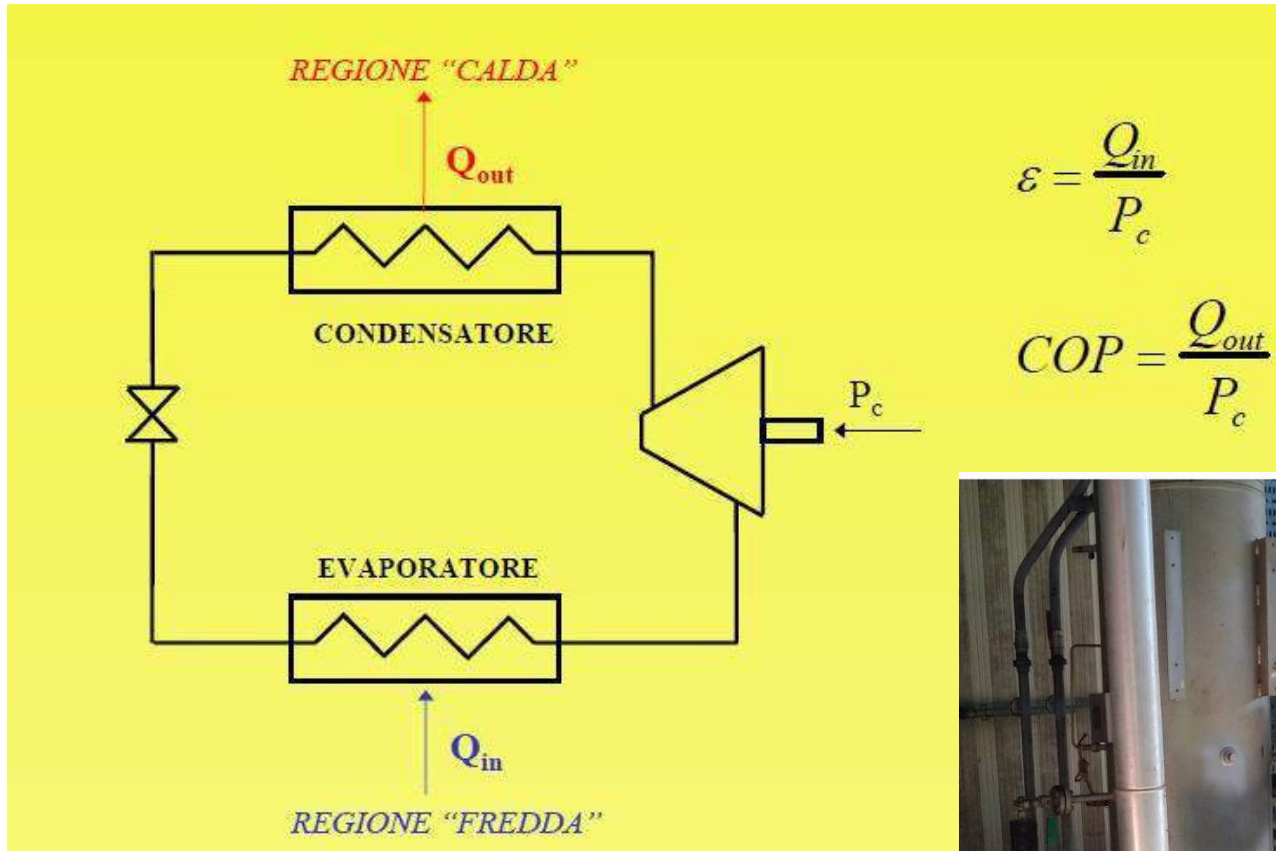 REGIONE “CALDA”
Qout
CONDENSATORE
Pc
EVAPORATORE
Qin
REGIONE “FREDDA”
ε = Qin / Pc
COP = Qout / Pc